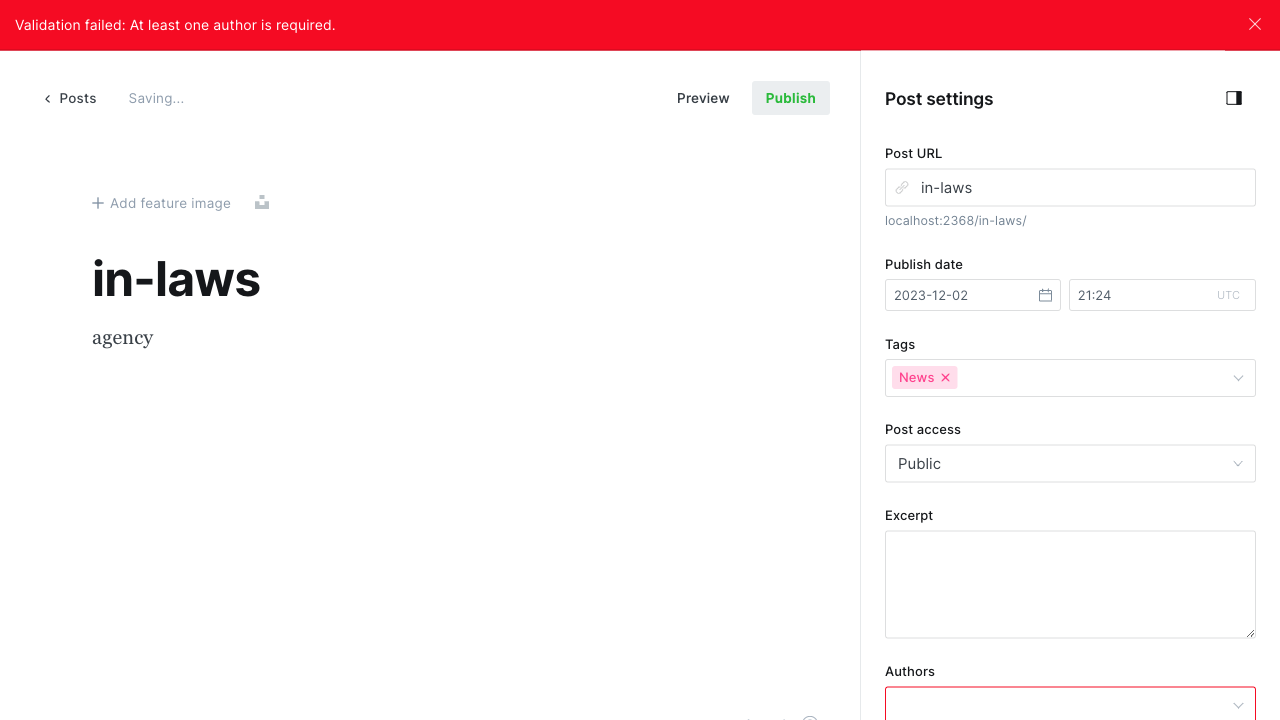 Validation failed: At least one author is required.
Posts
Saving...
Preview
Publish
Post settings
Post URL
in-laws
localhost:2368/in-laws/
Add feature image
in-laws
agency
Publish date
2023-12-02
21:24
UTC
Tags
News
Post access
Public
Excerpt
Authors